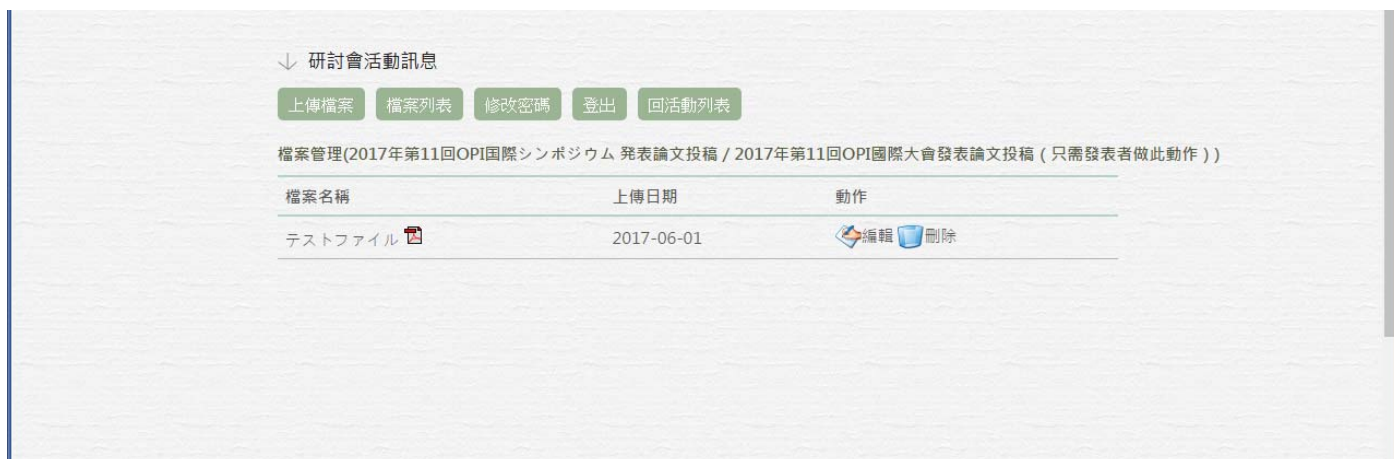 研討會活動訊息
上傳檔案 檔案列表 修改密碼 登出 回活動列表
檔案管理(2017年第11回OPI国際シンポジウム 発表論文投稿 / 2017年第11回OPI國際大會發表論文投稿 ( 只需發表者做此動作 ) )
檔案名稱 上傳日期 動作
テストファイル 2017-06-01 編輯 刪除